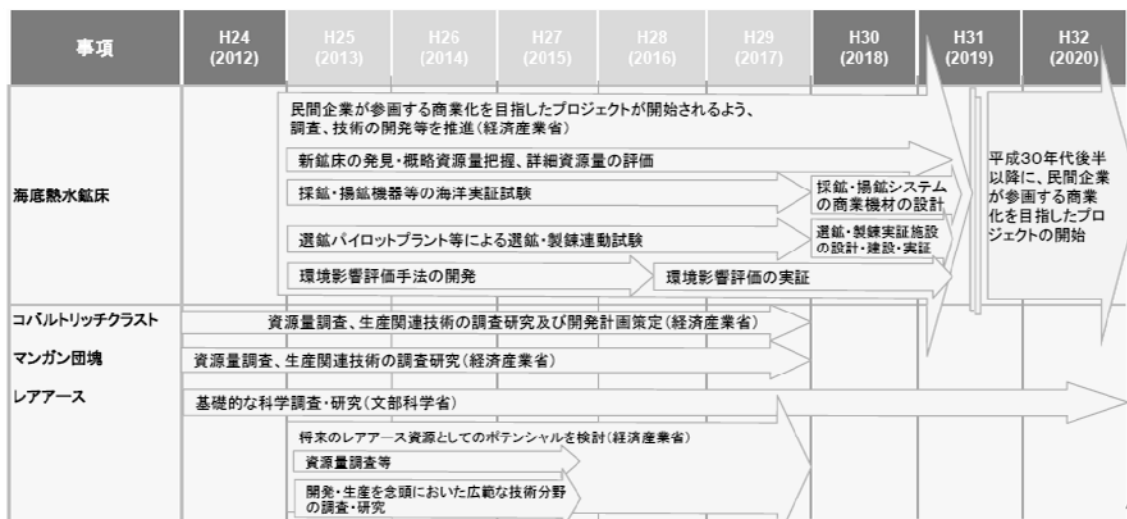 事項
H24
(2012)
H25
(2013)
H26
(2014)
H27
(2015)
H28
(2016)
H29
(2017)
H30
(2018)
H31
(2019)
H32
(2020)
海底熱水鉱床
民間企業が参画する商業化を目指したプロジェクトが開始されるよう、
調査、技術の開発等を推進(経済産業省)
新鉱床の発見・概略資源量把握、詳細資源量の評価
採鉱・揚鉱機器等の海洋実証試験
採鉱・揚鉱システム
の商業機材の設計
選鉱パイロットプラント等による選鉱・製錬連動試験
選鉱・製錬実証施設
の設計・建設・実証
環境影響評価手法の開発
環境影響評価の実証
平成30年代後半
以降に、民間企業
が参画する商業
化を目指したプロ
ジェクトの開始
コバルトリッチクラスト
資源量調査、生産関連技術の調査研究及び開発計画策定(経済産業省)
マンガン団塊
資源量調査、生産関連技術の調査研究(経済産業省)
レアアース
基礎的な科学調査・研究(文部科学省)
将来のレアアース資源としてのポテンシャルを検討(経済産業省)
資源量調査等
開発・生産を念頭においた広範な技術分野
の調査・研究